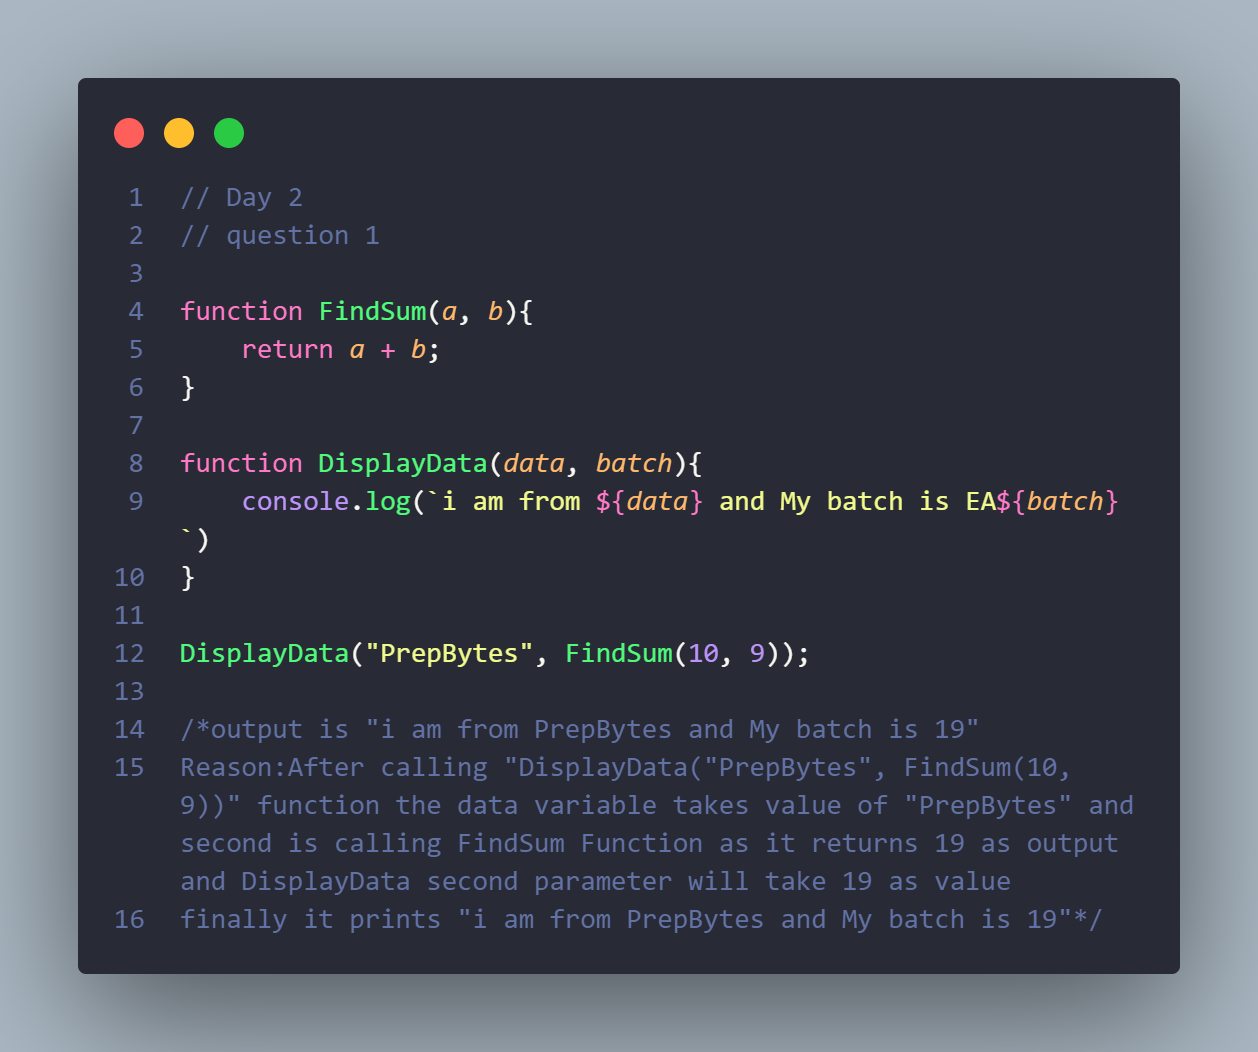 1 // Day 2
2 // question 1
3
4 function FindSum(a, b){
5     return a + b;
6 }
7
8 function DisplayData(data, batch){
9     console.log(`i am from ${data} and My batch is EA${batch}
`)
10 }
11
12 DisplayData("PrepBytes", FindSum(10, 9));
13
14 /*output is "i am from PrepBytes and My batch is 19"
15 Reason:After calling "DisplayData("PrepBytes", FindSum(10,
9))" function the data variable takes value of "PrepBytes" and
second is calling FindSum Function as it returns 19 as output
and DisplayData second parameter will take 19 as value
16 finally it prints "i am from PrepBytes and My batch is 19"*/